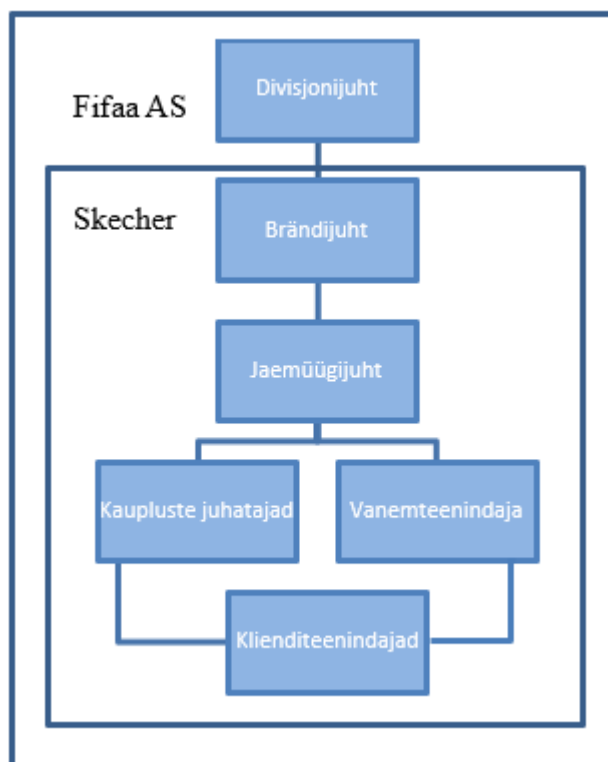 Divisjonijuht
Fifaa AS
Skecher
Brändijuht
Jaemüügijuht
Kaupluste juhatajad
Vanemteenindaja
Klienditeenindajad